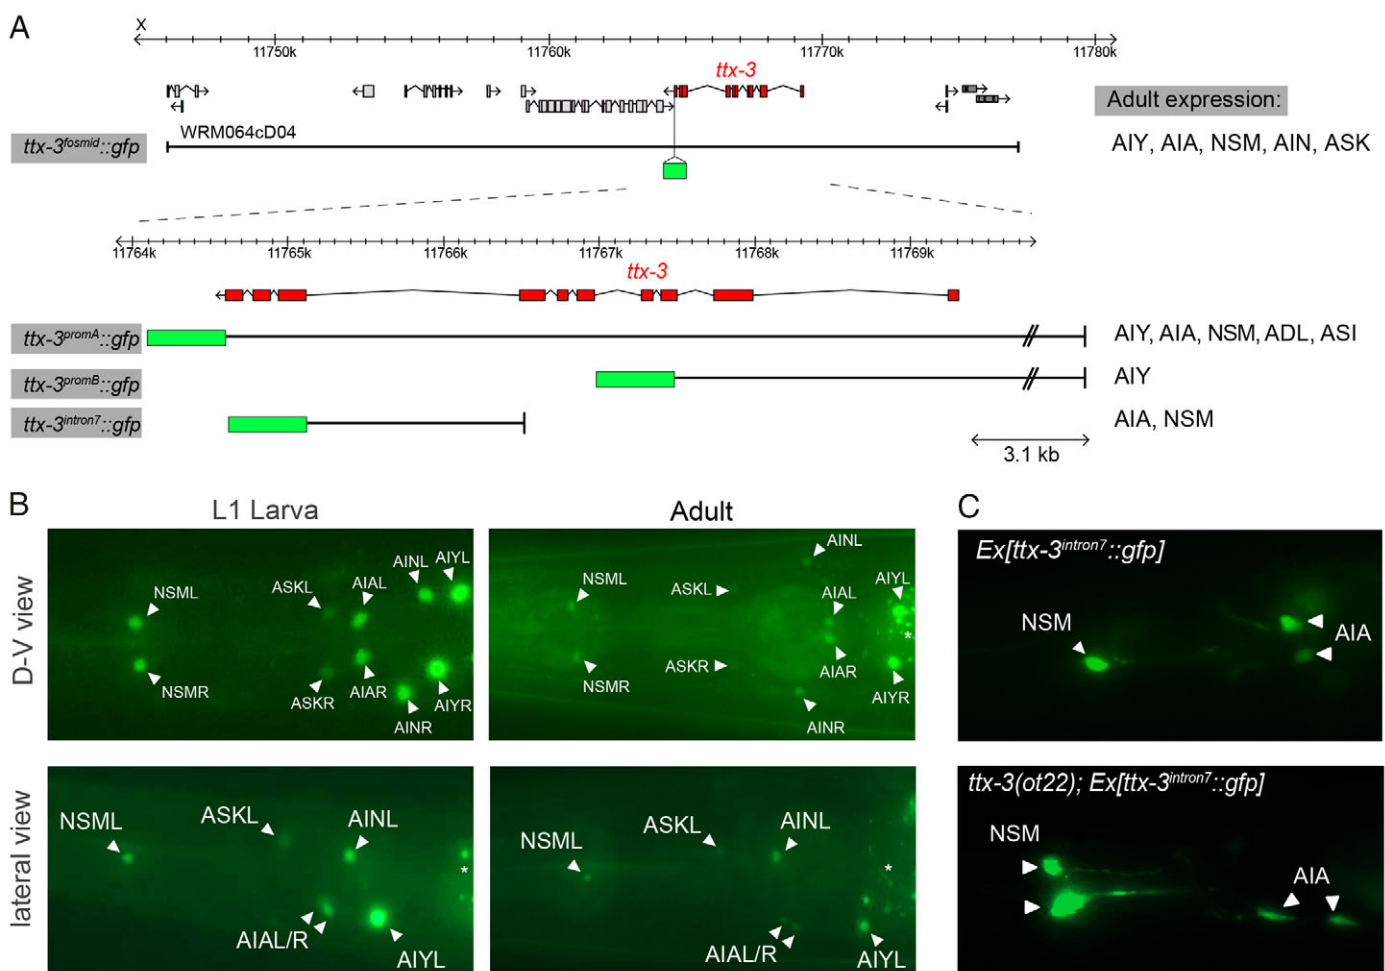 A
X
11750k 11760k 11770k 11780k
ttx-3
Adult expression:
WRM064cD04
ttx-3fosmid::gfp
AIY, AIA, NSM, AIN, ASK
11764k 11765k 11766k 11767k 11768k 11769k
ttx-3
ttx-3promA::gfp
AIY, AIA, NSM, ADL, ASI
ttx-3promB::gfp
AIY
ttx-3intron7::gfp
AIA, NSM
3.1 kb
B
L1 Larva
Adult
D-V view
NSML
NSMR
ASKL
ASKR
AIAL
AIAR
AINL
AINR
AIYL
AIYR
NSML
NSMR
ASKL
ASKR
AINL
AIAL
AIAR
AINR
AIYL
*
AIYR
lateral view
NSML
ASKL
AINL
*
AIAL/R
AIYL
NSML
ASKL
AINL
*
AIAL/R
AIYL
C
Ex[ttx-3intron7::gfp]
NSM
AIA
ttx-3(ot22); Ex[ttx-3intron7::gfp]
NSM
AIA